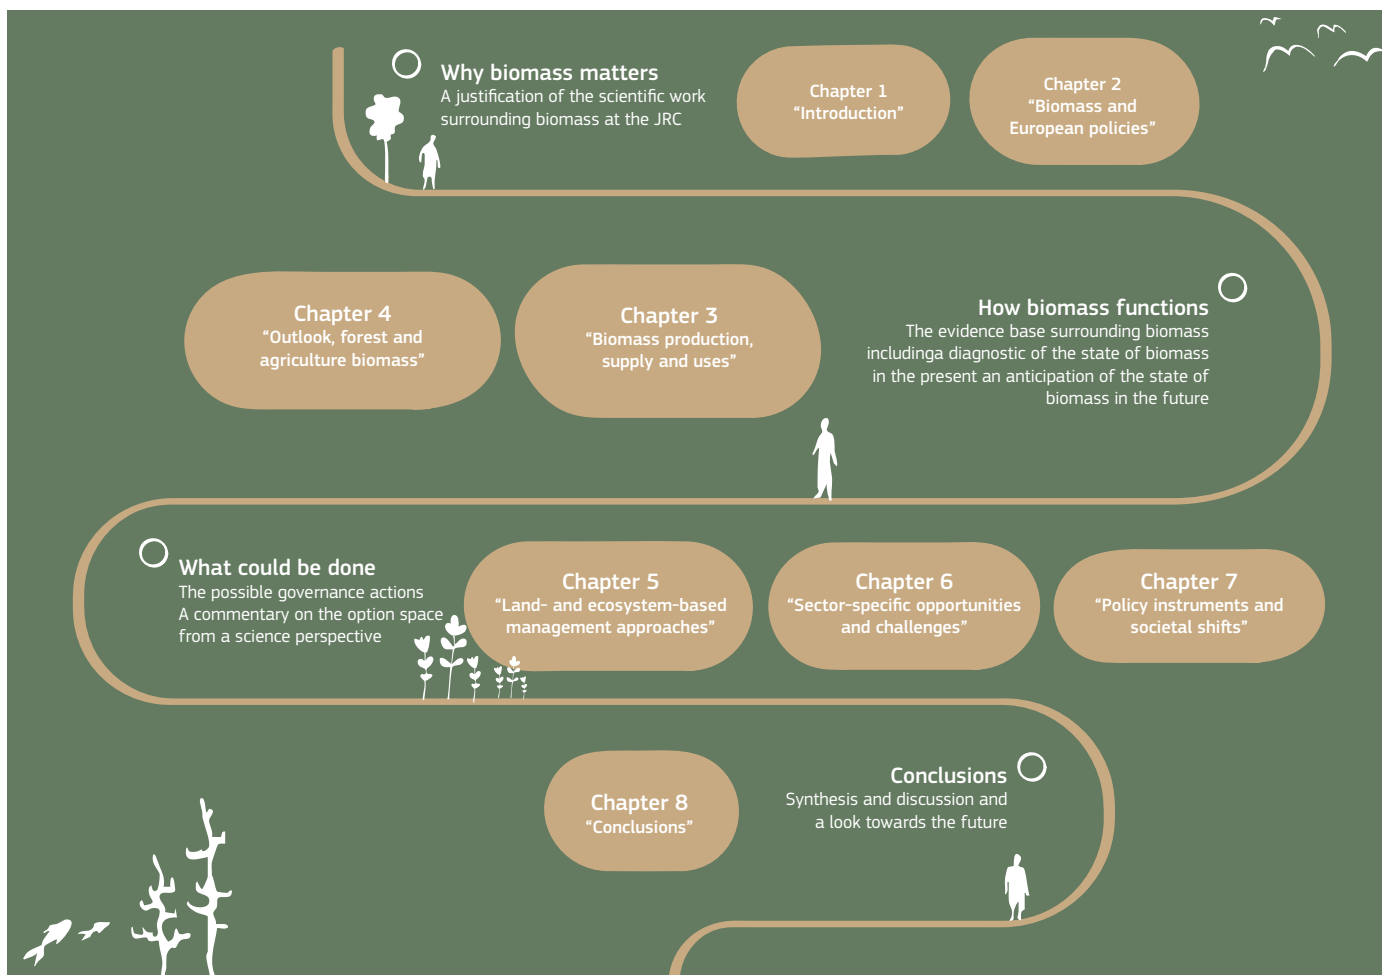 Why biomass matters
A justification of the scientific work
surrounding biomass at the JRC
Chapter 1
“Introduction”
Chapter 2
“Biomass and
European policies”
How biomass functions
The evidence base surrounding biomass
includinga diagnostic of the state of biomass
in the present an anticipation of the state of
biomass in the future
Chapter 3
“Biomass production,
supply and uses”
Chapter 4
“Outlook, forest and
agriculture biomass”
What could be done
The possible governance actions
A commentary on the option space
from a science perspective
Chapter 5
“Land- and ecosystem-based
management approaches”
Chapter 6
“Sector-specific opportunities
and challenges”
Chapter 7
“Policy instruments and
societal shifts”
Conclusions
Synthesis and discussion and
a look towards the future
Chapter 8
“Conclusions”